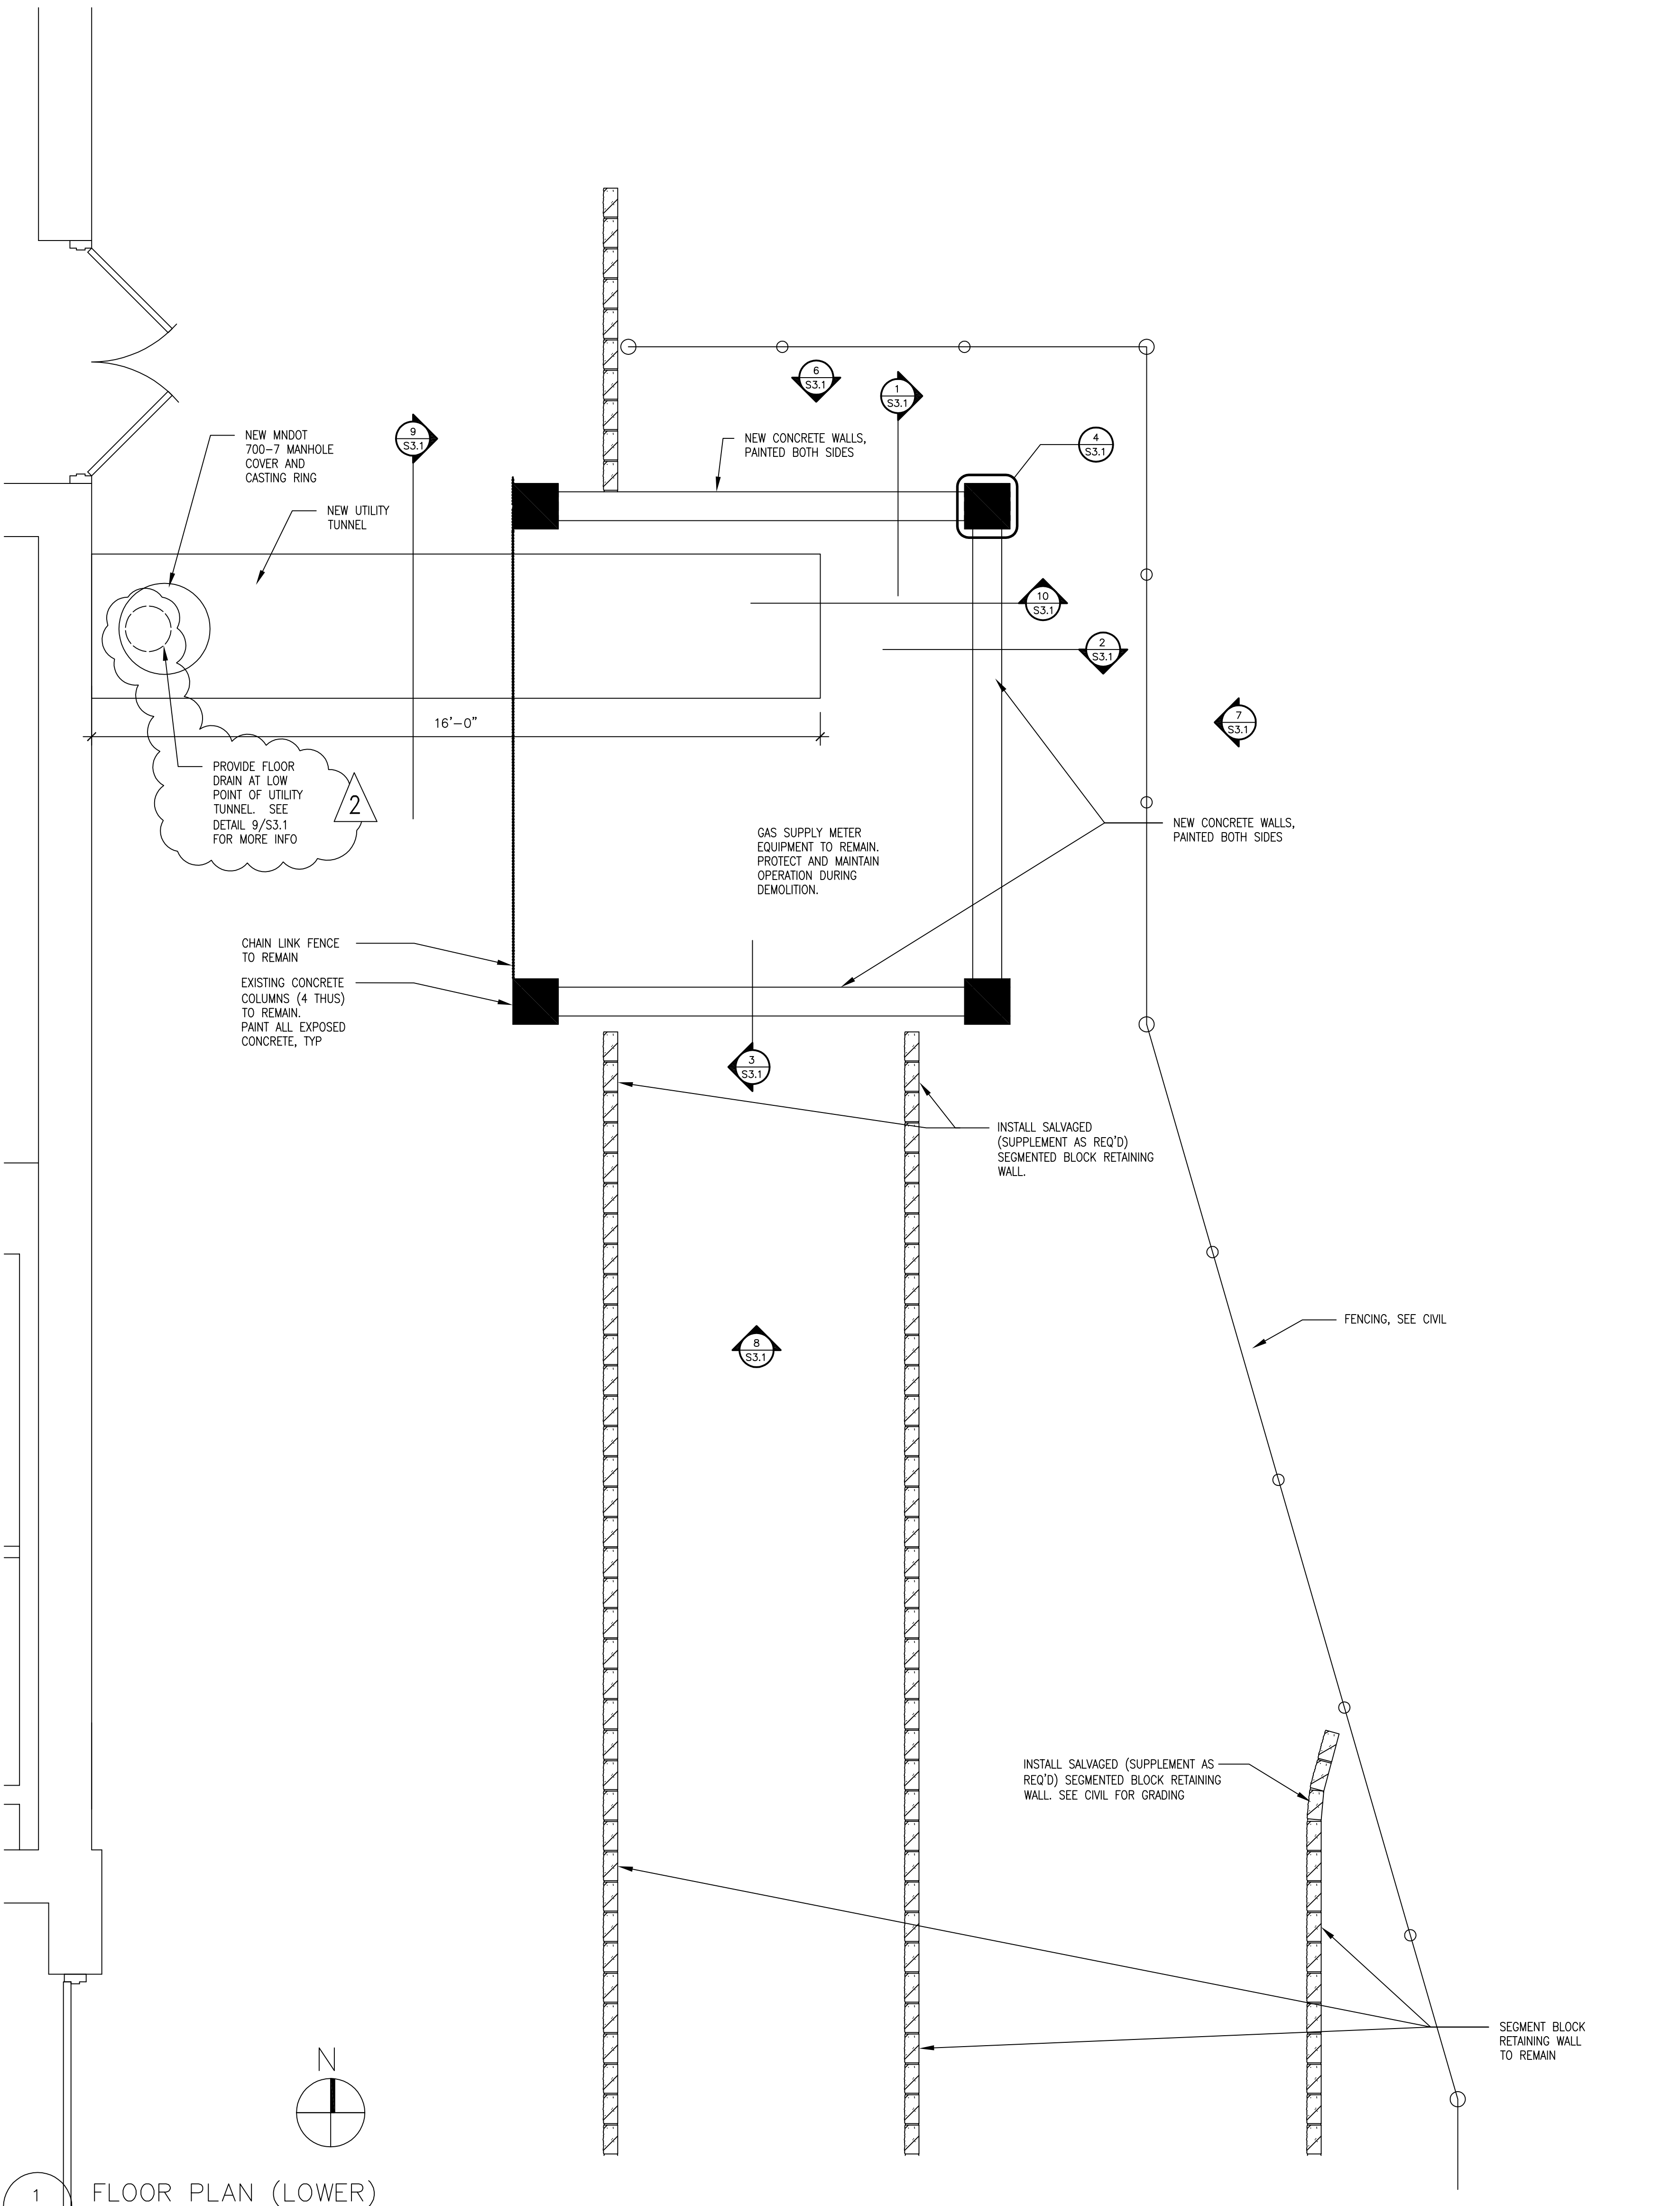 6
S3.1
1
S3.1
9
S3.1
NEW MNDOT
700-7 MANHOLE
COVER AND
CASTING RING
NEW CONCRETE WALLS,
PAINTED BOTH SIDES
4
S3.1
NEW UTILITY
TUNNEL
10
S3.1
2
S3.1
7
S3.1
16'-0"
PROVIDE FLOOR
DRAIN AT LOW
POINT OF UTILITY
TUNNEL. SEE
DETAIL 9/S3.1
FOR MORE INFO
2
GAS SUPPLY METER
EQUIPMENT TO REMAIN.
PROTECT AND MAINTAIN
OPERATION DURING
DEMOLITION.
NEW CONCRETE WALLS,
PAINTED BOTH SIDES
CHAIN LINK FENCE
TO REMAIN
EXISTING CONCRETE
COLUMNS (4 THUS)
TO REMAIN.
PAINT ALL EXPOSED
CONCRETE, TYP
3
S3.1
INSTALL SALVAGED
(SUPPLEMENT AS REQ'D)
SEGMENTED BLOCK RETAINING
WALL.
8
S3.1
FENCING, SEE CIVIL
INSTALL SALVAGED (SUPPLEMENT AS
REQ'D) SEGMENTED BLOCK RETAINING
WALL. SEE CIVIL FOR GRADING
SEGMENT BLOCK
RETAINING WALL
TO REMAIN
N
1
FLOOR PLAN (LOWER)